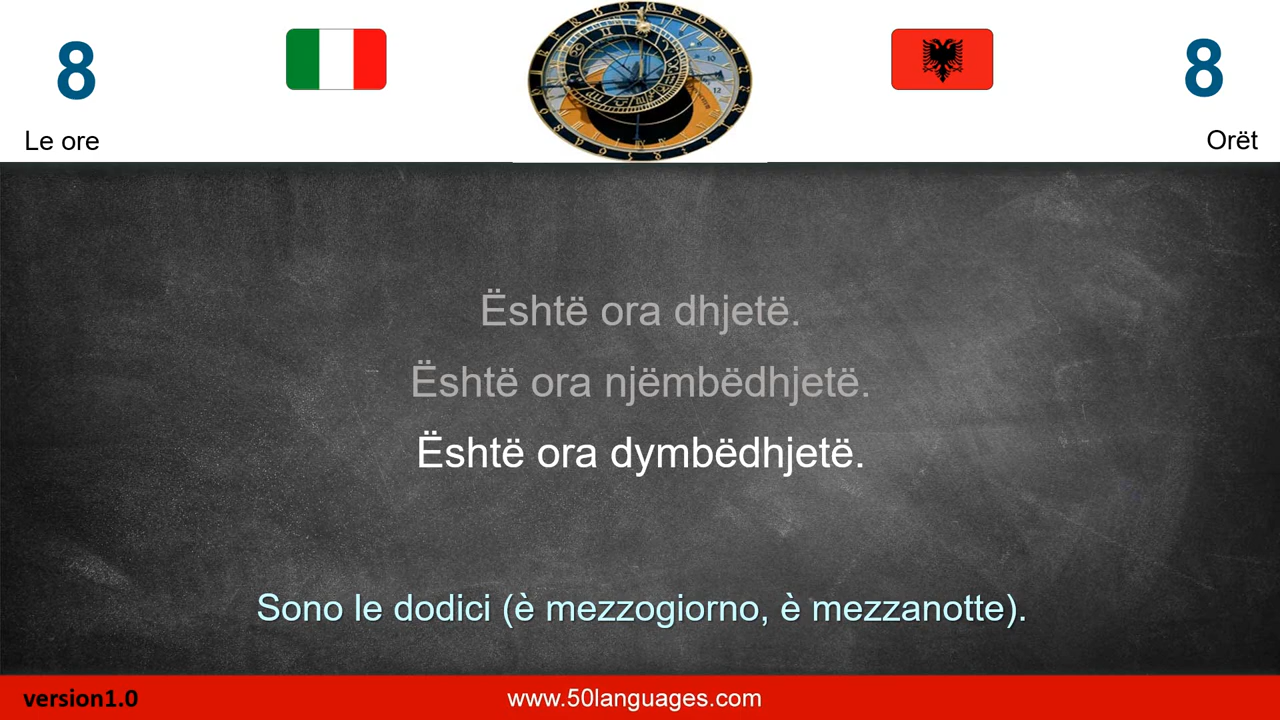 8
8
Le ore
Orët
Është ora dhjetë.
Është ora njëmbëdhjetë.
Është ora dymbëdhjetë.
Sono le dodici (è mezzogiorno, è mezzanotte).
version1.0
www.50languages.com